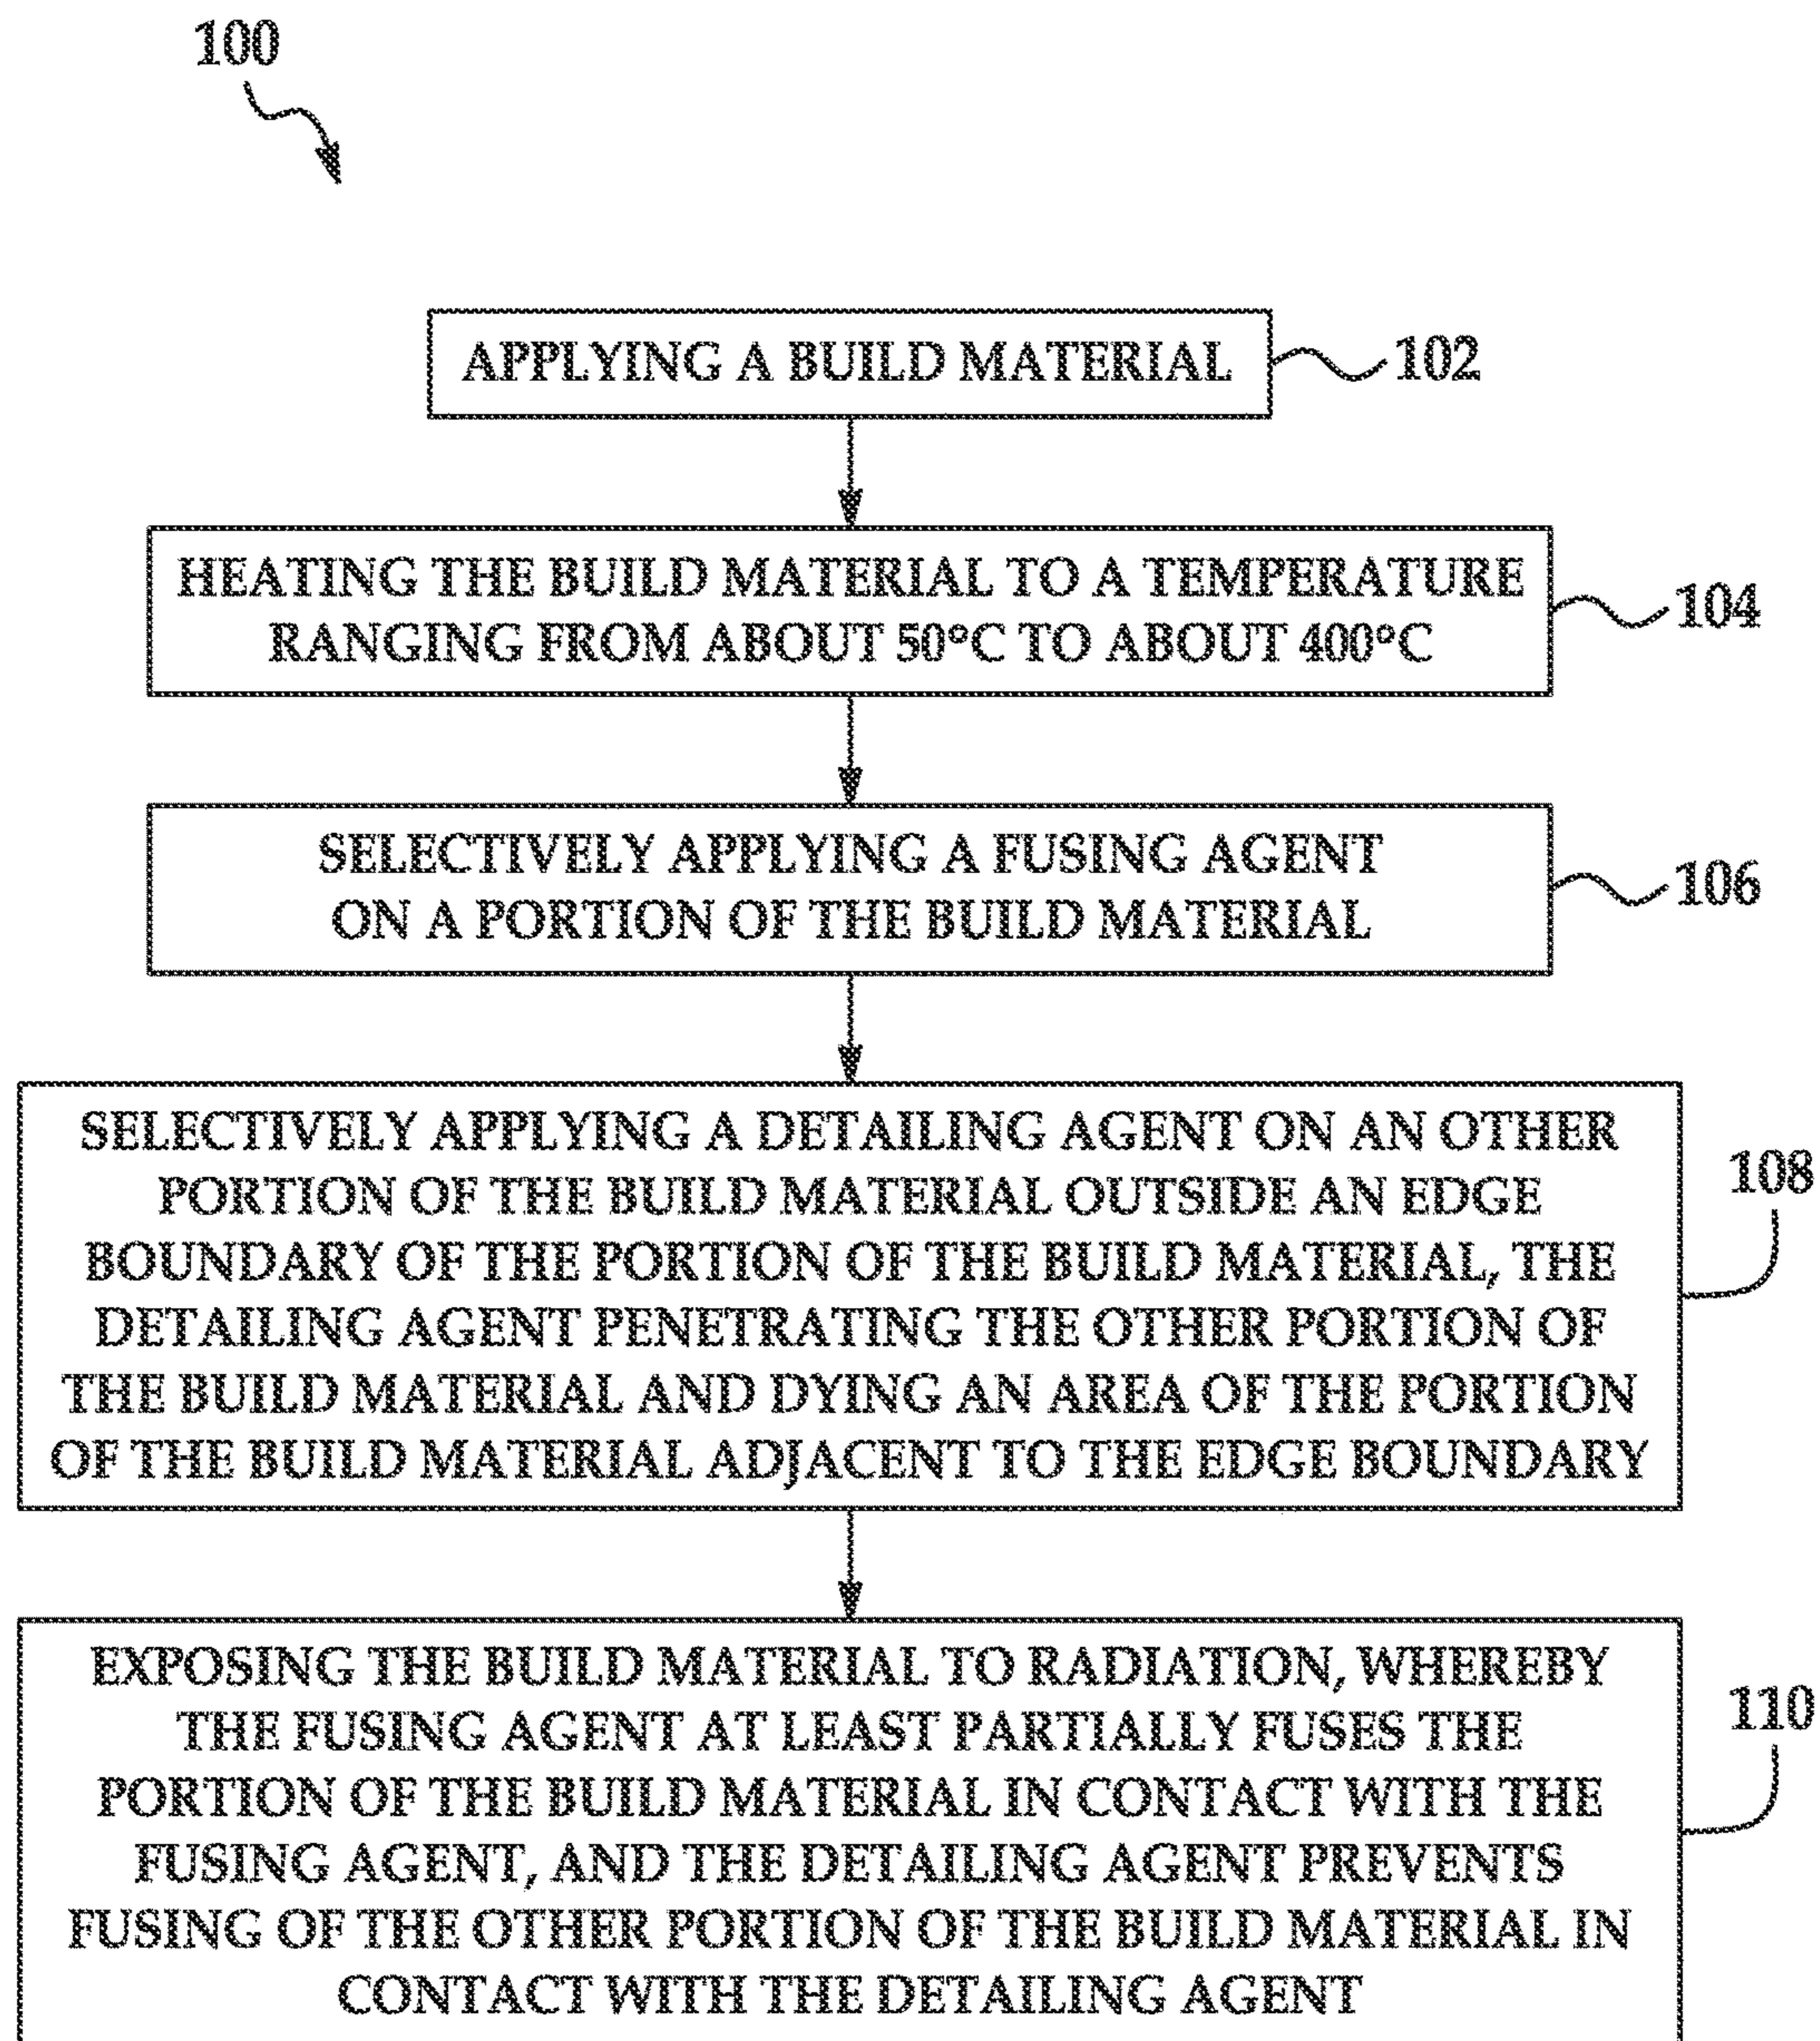 100
APPLYING A BUILD MATERIAL
102
HEATING THE BUILD MATERIAL TO A TEMPERATURE
RANGING FROM ABOUT 50°C TO ABOUT 400°C
104
SELECTIVELY APPLYING A FUSING AGENT
ON A PORTION OF THE BUILD MATERIAL
106
SELECTIVELY APPLYING A DETAILING AGENT ON AN OTHER
PORTION OF THE BUILD MATERIAL OUTSIDE AN EDGE
BOUNDARY OF THE PORTION OF THE BUILD MATERIAL, THE
DETAILING AGENT PENETRATING THE OTHER PORTION OF
THE BUILD MATERIAL AND DYING AN AREA OF THE PORTION
OF THE BUILD MATERIAL ADJACENT TO THE EDGE BOUNDARY
108
EXPOSING THE BUILD MATERIAL TO RADIATION, WHEREBY
THE FUSING AGENT AT LEAST PARTIALLY FUSES THE
PORTION OF THE BUILD MATERIAL IN CONTACT WITH THE
FUSING AGENT, AND THE DETAILING AGENT PREVENTS
FUSING OF THE OTHER PORTION OF THE BUILD MATERIAL IN
CONTACT WITH THE DETAILING AGENT
110